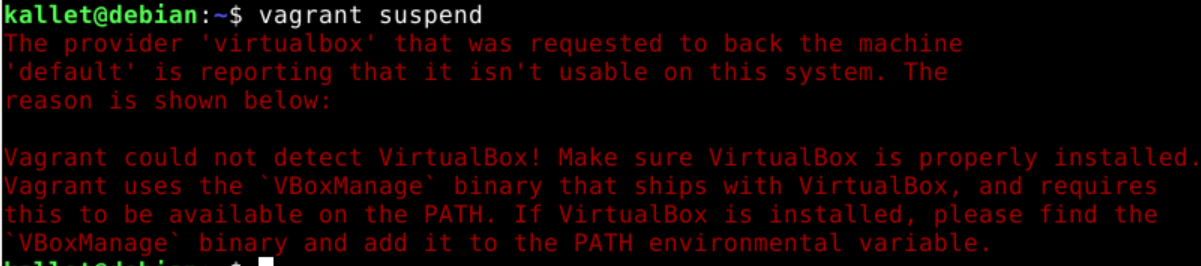 kallet@debian:~$ vagrant suspend
The provider 'virtualbox' that was requested to back the machine
'default' is reporting that it isn't usable on this system. The
reason is shown below:
Vagrant could not detect VirtualBox! Make sure VirtualBox is properly installed.
Vagrant uses the `VBoxManage` binary that ships with VirtualBox, and requires
this to be available on the PATH. If VirtualBox is installed, please find the
`VBoxManage` binary and add it to the PATH environmental variable.